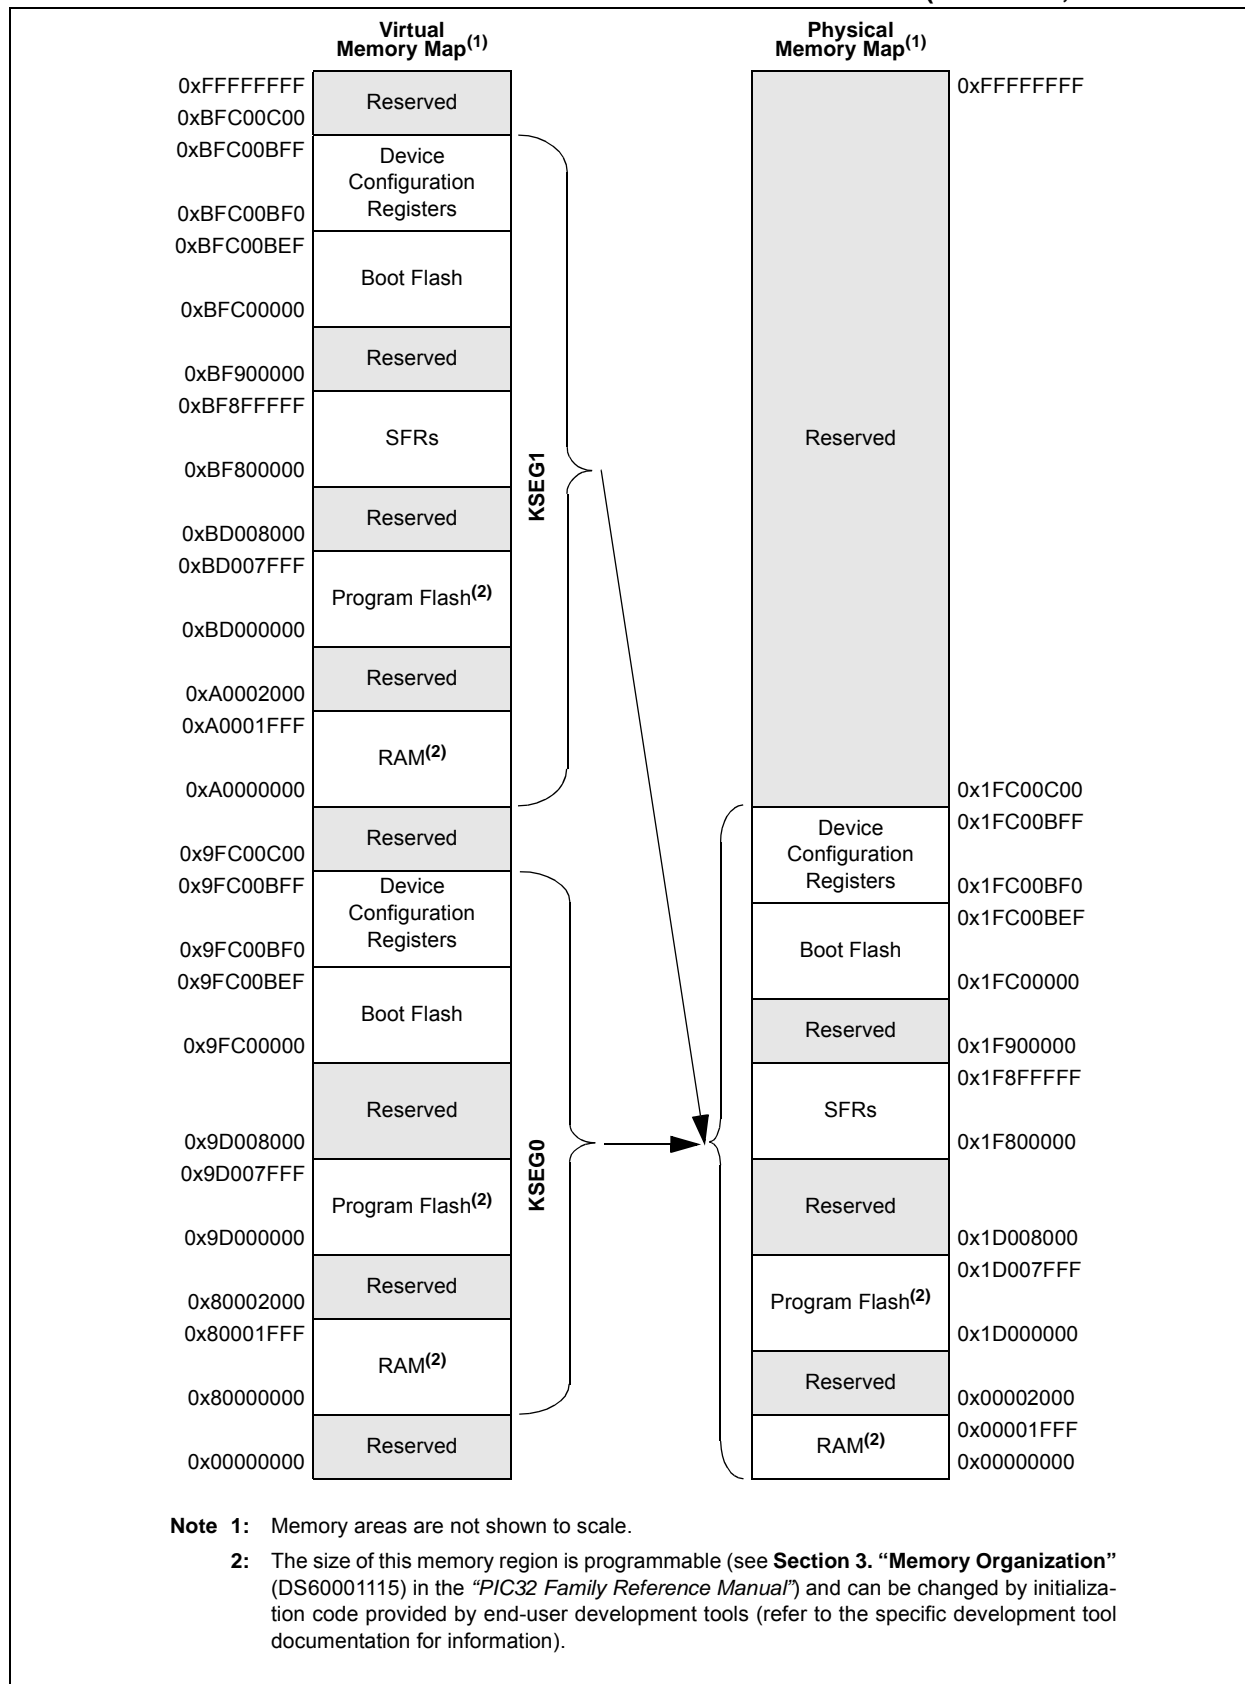 Virtual
Memory Map(1)
Physical
Memory Map(1)
0xFFFFFFFF
Reserved
0xBFC00C00
0xBFC00BFF
Device
Configuration
Registers
0xBFC00BF0
0xBFC00BEF
Boot Flash
0xBFC00000
Reserved
0xBF900000
0xBF8FFFFF
SFRs
0xBF800000
Reserved
0xBD008000
0xBD007FFF
Program Flash(2)
0xBD000000
Reserved
0xA0002000
0xA0001FFF
RAM(2)
0xA0000000
KSEG1
Reserved
0x9FC00C00
0x9FC00BFF
Device
Configuration
Registers
0x9FC00BF0
0x9FC00BEF
Boot Flash
0x9FC00000
Reserved
0x9D008000
0x9D007FFF
Program Flash(2)
0x9D000000
Reserved
0x80002000
0x80001FFF
RAM(2)
0x80000000
KSEG0
Reserved
0x00000000
0xFFFFFFFF
Reserved
0x1FC00C00
0x1FC00BFF
Device
Configuration
Registers
0x1FC00BF0
0x1FC00BEF
Boot Flash
0x1FC00000
Reserved
0x1F900000
0x1F8FFFFF
SFRs
0x1F800000
Reserved
0x1D008000
0x1D007FFF
Program Flash(2)
0x1D000000
Reserved
0x00002000
0x00001FFF
RAM(2)
0x00000000
Note 1: Memory areas are not shown to scale.
2: The size of this memory region is programmable (see Section 3. “Memory Organization”
(DS60001115) in the “PIC32 Family Reference Manual”) and can be changed by initializa-
tion code provided by end-user development tools (refer to the specific development tool
documentation for information).